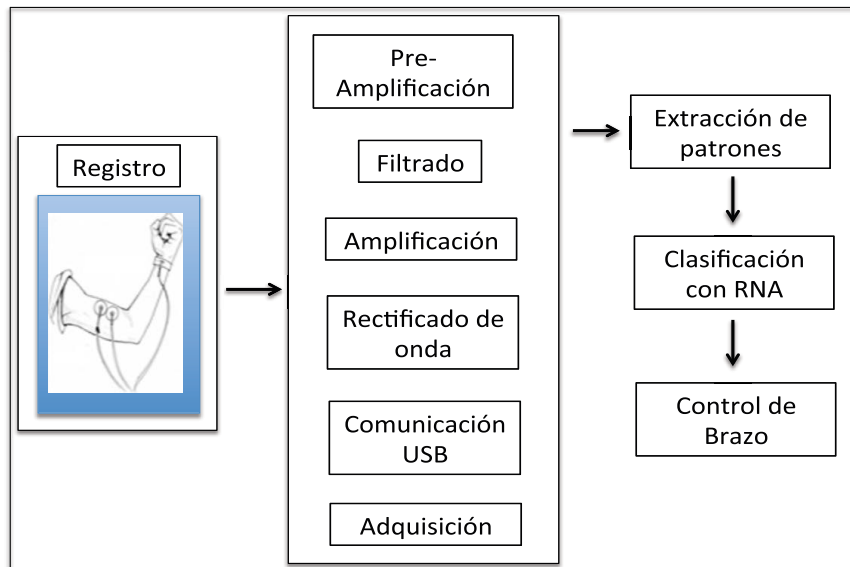 Registro
Pre-
Amplificación
Filtrado
Amplificación
Rectificado de
onda
Comunicación
USB
Adquisición
Extracción de
patrones
Clasificación
con RNA
Control de
Brazo